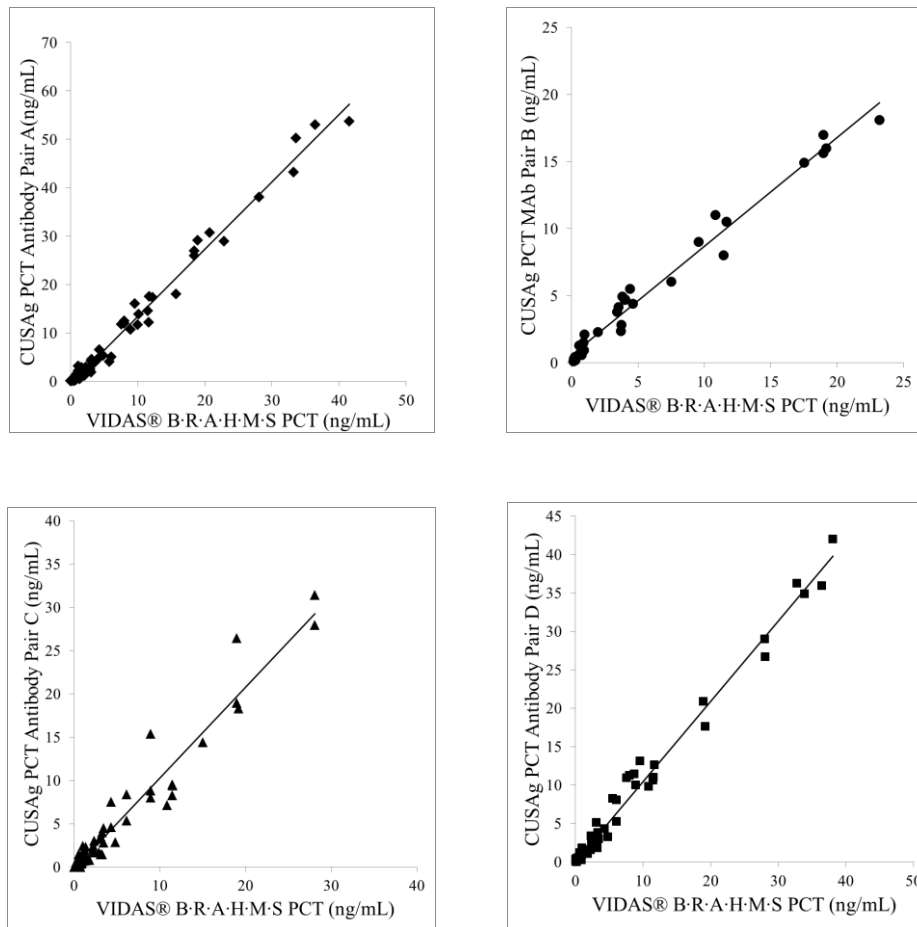 CUSAg PCT Antibody Pair A(ng/mL)
70
60
50
40
30
20
10
0
0 10 20 30 40 50
VIDAS® B·R·A·H·M·S PCT (ng/mL)
CUSAg PCT MAb Pair B (ng/mL)
25
20
15
10
5
0
5 10 15 20 25
VIDAS® B·R·A·H·M·S PCT (ng/mL)
CUSAg PCT Antibody Pair C (ng/mL)
40
35
30
25
20
15
10
5
0
0 10 20 30 40
VIDAS® B·R·A·H·M·S PCT (ng/mL)
CUSAg PCT Antibody Pair D (ng/mL)
45
40
35
30
25
20
15
10
5
0
0 10 20 30 40 50
VIDAS® B·R·A·H·M·S PCT (ng/mL)